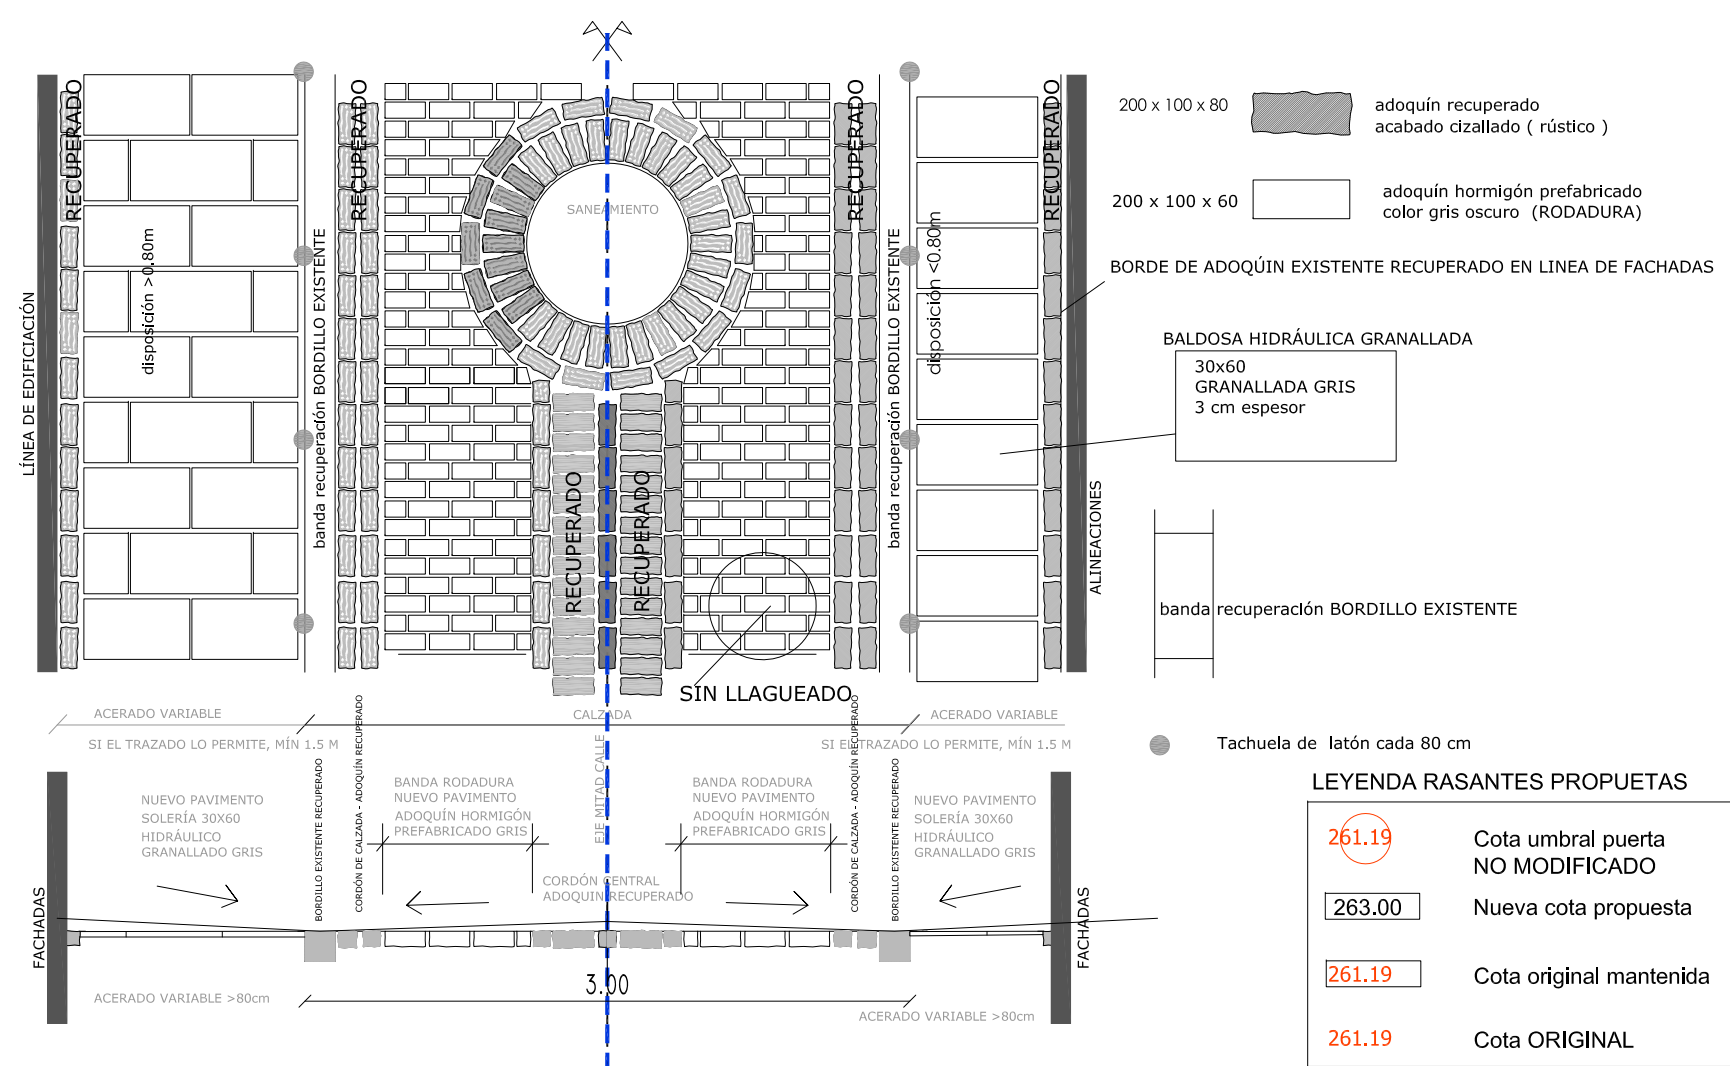 RECUPERADO
RECUPERADO
RECUPERADO
RECUPERADO
LÍNEA DE EDIFICIACIÓN
disposición >0.80m
banda recuperación BORDILLO EXISTENTE
SANEAMIENTO
RECUPERADO
RECUPERADO
banda recuperación BORDILLO EXISTENTE
disposición <0.80m
ALINEACIONES
SIN LLAGUEADO
200 x 100 x 80
adoquín recuperado
acabado cizallado ( rústico )
200 x 100 x 60
adoquín hormigón prefabricado
color gris oscuro (RODADURA)
BORDE DE ADOQÚIN EXISTENTE RECUPERADO EN LINEA DE FACHADAS
BALDOSA HIDRÁULICA GRANALLADA
30x60
GRANALLADA GRIS
3 cm espesor
banda recuperación BORDILLO EXISTENTE
Tachuela de latón cada 80 cm
ACERADO VARIABLE
CALZADA
ACERADO VARIABLE
SI EL TRAZADO LO PERMITE, MÍN 1.5 M
SI EL TRAZADO LO PERMITE, MÍN 1.5 M
NUEVO PAVIMENTO
SOLERÍA 30X60
HIDRÁULICO
GRANALLADO GRIS
BORDILLO EXISTENTE RECUPERADO
CORDÓN DE CALZADA - ADOQUÍN RECUPERADO
BANDA RODADURA
NUEVO PAVIMENTO
ADOQUÍN HORMIGÓN
PREFABRICADO GRIS
EJE MITAD CALLE
BANDA RODADURA
NUEVO PAVIMENTO
ADOQUÍN HORMIGÓN
PREFABRICADO GRIS
CORDÓN DE CALZADA - ADOQUÍN RECUPERADO
BORDILLO EXISTENTE RECUPERADO
NUEVO PAVIMENTO
SOLERÍA 30X60
HIDRÁULICO
GRANALLADO GRIS
CORDÓN CENTRAL
ADOQUIN RECUPERADO
FACHADAS
FACHADAS
3.00
ACERADO VARIABLE >80cm
ACERADO VARIABLE >80cm
LEYENDA RASANTES PROPUETAS
261.19
Cota umbral puerta
NO MODIFICADO
263.00
Nueva cota propuesta
261.19
Cota original mantenida
261.19
Cota ORIGINAL